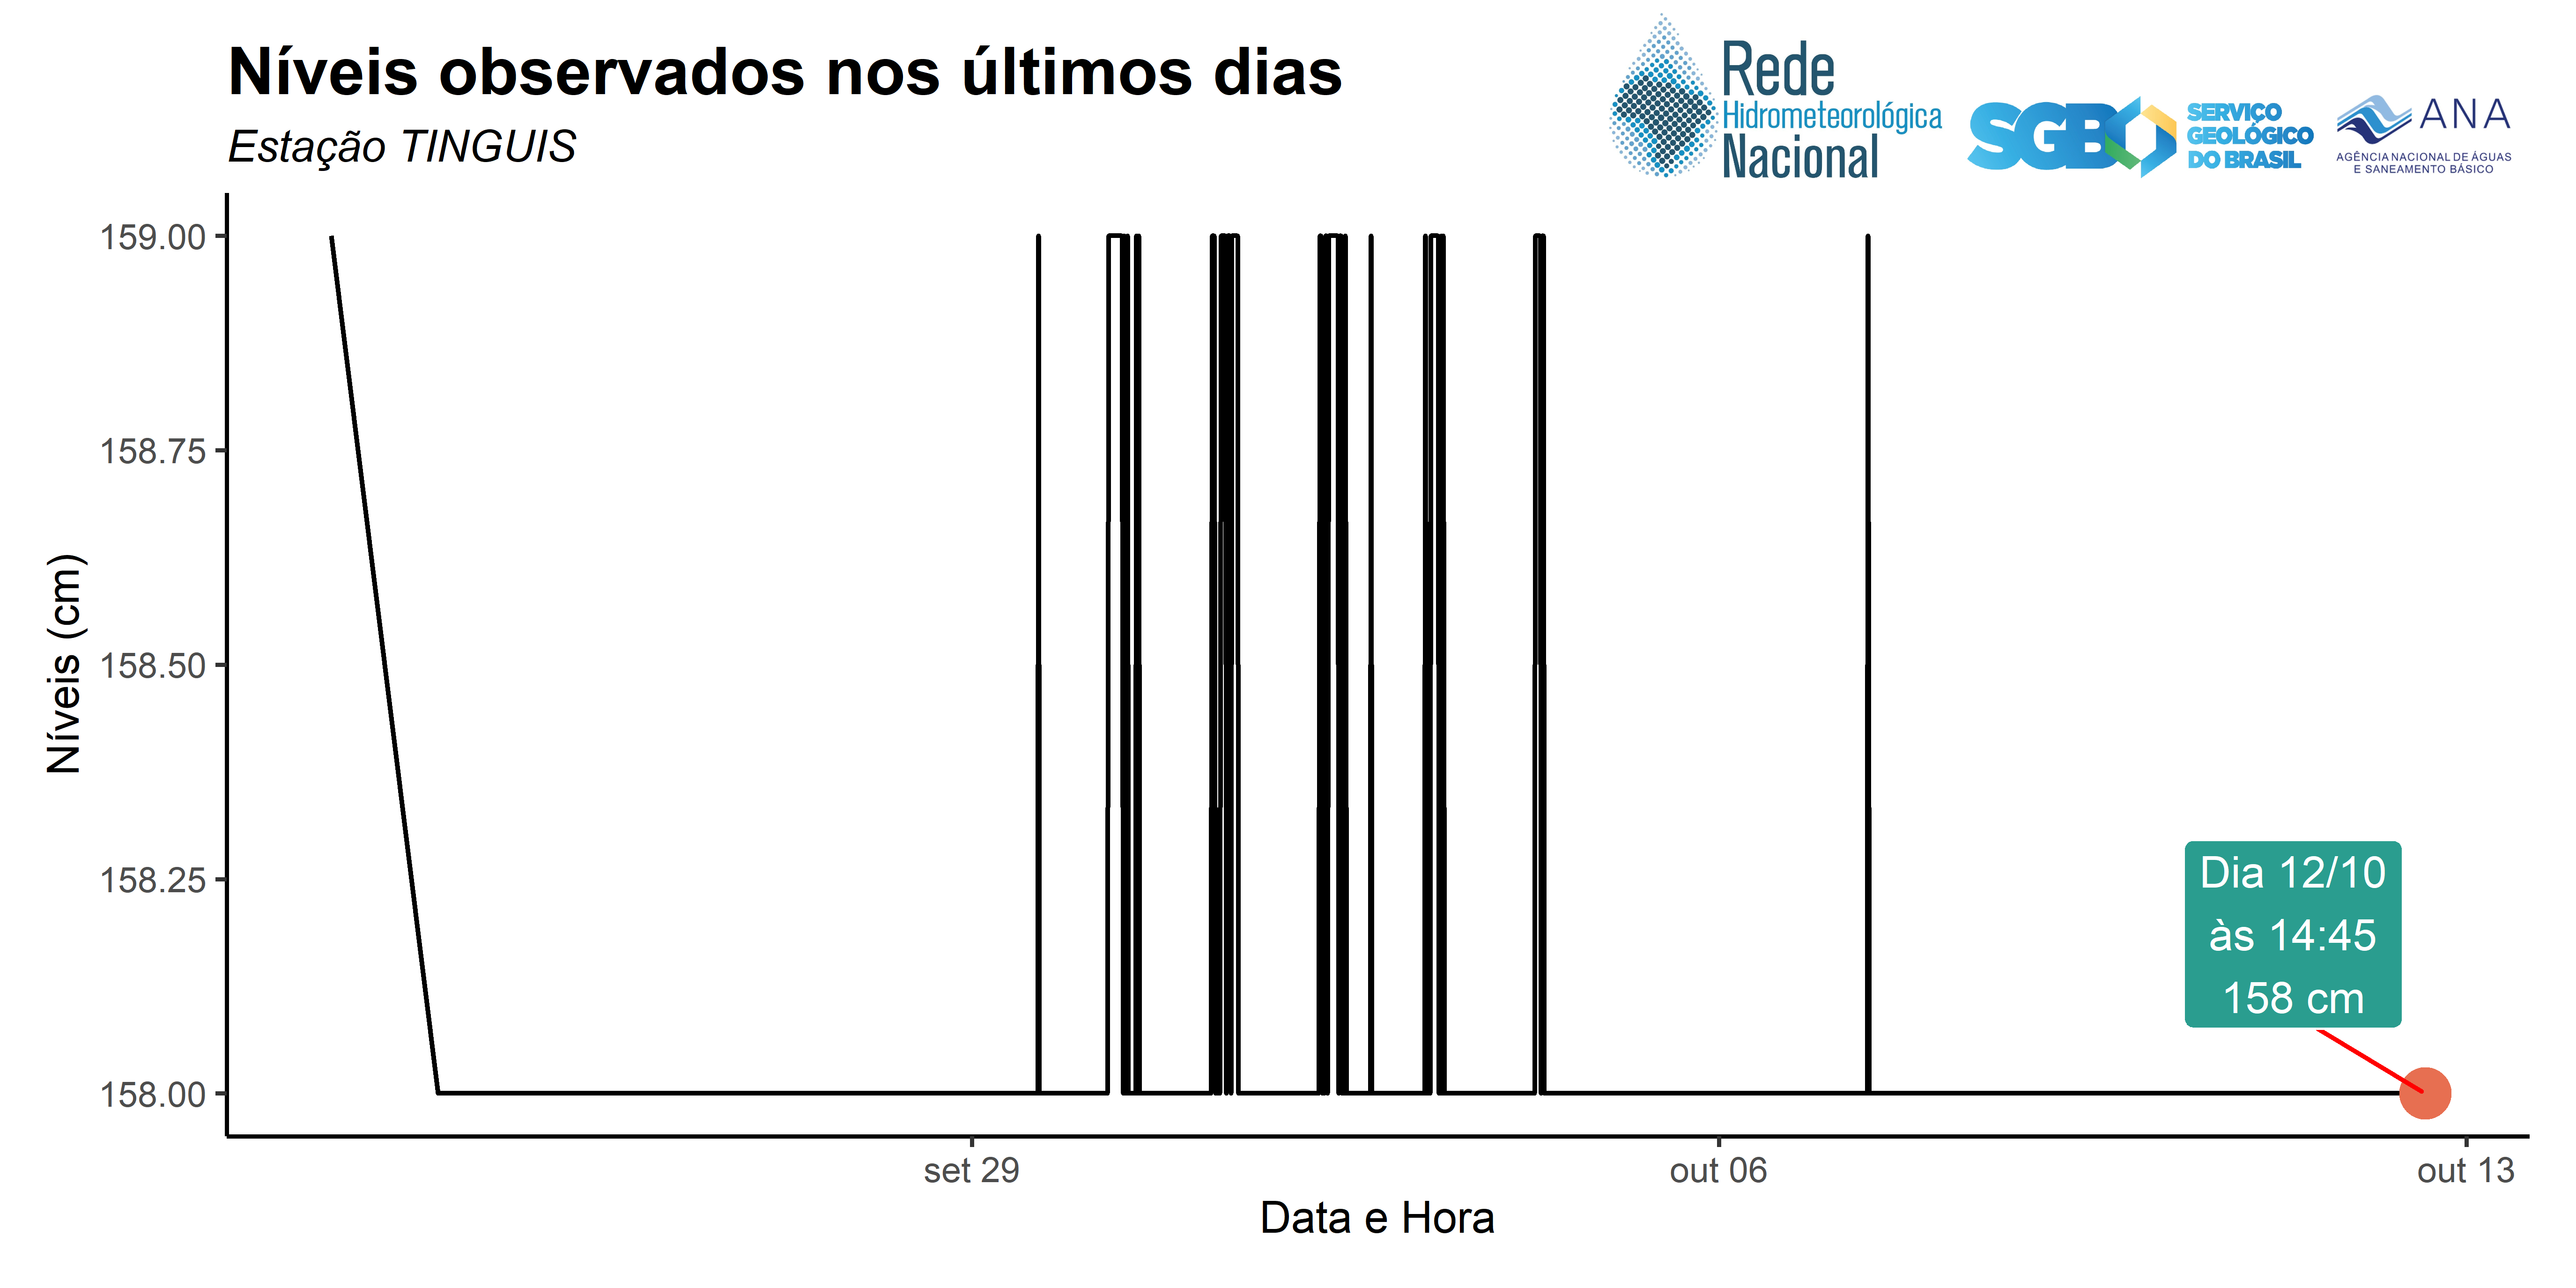 Níveis observados nos últimos dias
Estação TINGUIS
Rede
Hidrometeorológica
Nacional
SGB
SERVIÇO
GEOLÓGICO
DO BRASIL
ANA
AGÊNCIA NACIONAL DE ÁGUAS
E SANEAMENTO BÁSICO
Níveis (cm)
159.00
158.75
158.50
158.25
158.00
Dia 12/10
às 14:45
158 cm
set 29
out 06
out 13
Data e Hora